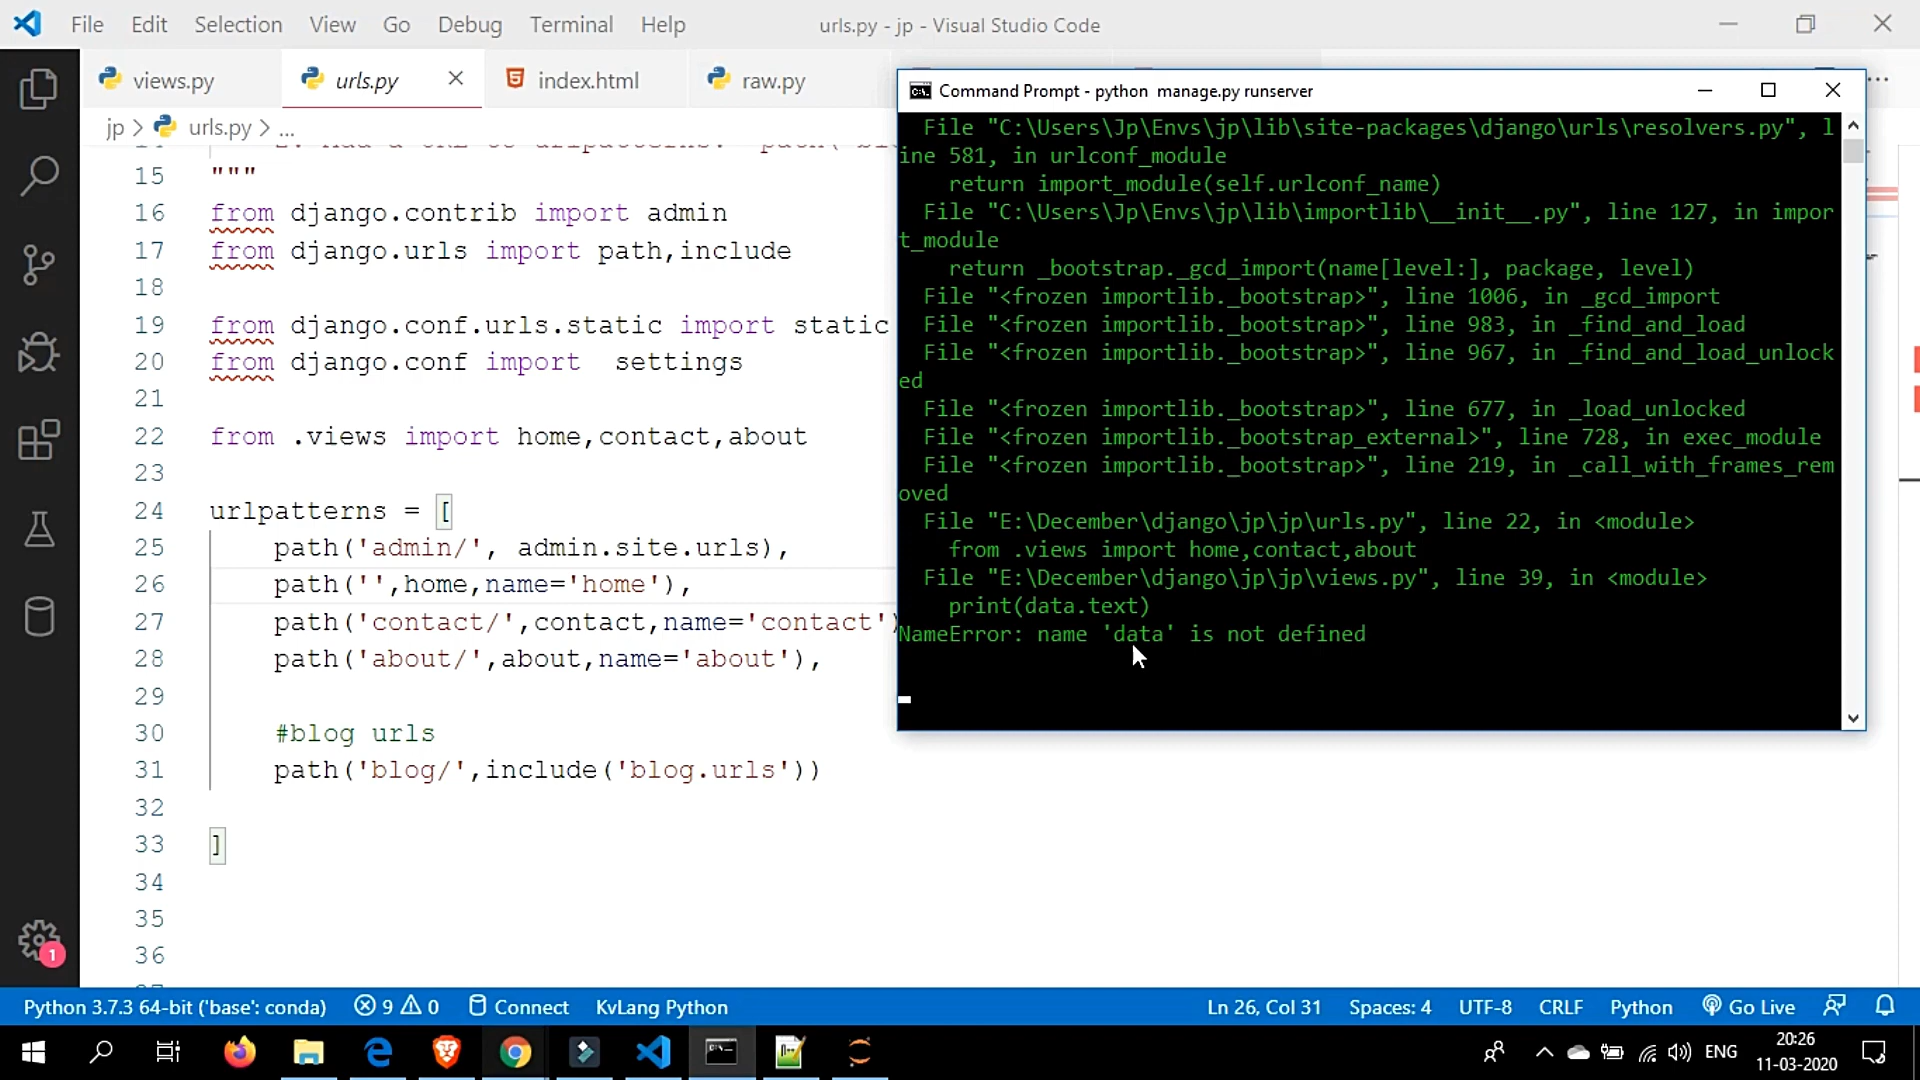 File Edit Selection View Go Debug Terminal Help
urls.py - jp - Visual Studio Code
views.py
urls.py
index.html
raw.py
jp > urls.py > ...
15 """
16 from django.contrib import admin
17 from django.urls import path,include
18
19 from django.conf.urls.static import static
20 from django.conf import  settings
21
22 from .views import home,contact,about
23
24 urlpatterns = [
25     path('admin/', admin.site.urls),
26     path('',home,name='home'),
27     path('contact/',contact,name='contact')
28     path('about/',about,name='about'),
29
30     #blog urls
31     path('blog/',include('blog.urls'))
32
33 ]
34
35
36
Command Prompt - python  manage.py runserver
File "C:\Users\Jp\Envs\jp\lib\site-packages\django\urls\resolvers.py", l
ine 581, in urlconf_module
return import_module(self.urlconf_name)
File "C:\Users\Jp\Envs\jp\lib\importlib\__init__.py", line 127, in impor
t_module
return _bootstrap._gcd_import(name[level:], package, level)
File "<frozen importlib._bootstrap>", line 1006, in _gcd_import
File "<frozen importlib._bootstrap>", line 983, in _find_and_load
File "<frozen importlib._bootstrap>", line 967, in _find_and_load_unlock
ed
File "<frozen importlib._bootstrap>", line 677, in _load_unlocked
File "<frozen importlib._bootstrap_external>", line 728, in exec_module
File "<frozen importlib._bootstrap>", line 219, in _call_with_frames_rem
oved
File "E:\December\django\jp\jp\urls.py", line 22, in <module>
from .views import home,contact,about
File "E:\December\django\jp\jp\views.py", line 39, in <module>
print(data.text)
NameError: name 'data' is not defined
1
Python 3.7.3 64-bit ('base': conda) 9 0 Connect KvLang Python Ln 26, Col 31 Spaces: 4 UTF-8 CRLF Python Go Live
ENG
20:26
11-03-2020